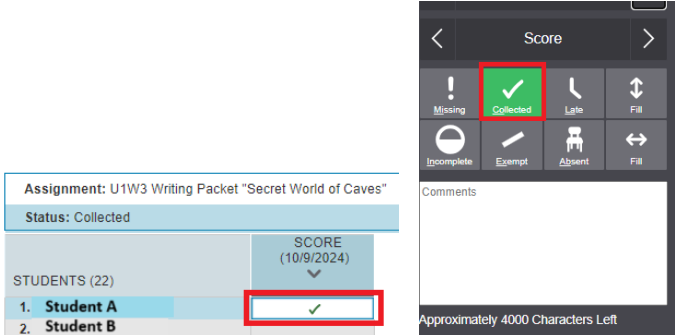 Assignment: U1W3 Writing Packet "Secret World of Caves"
Status: Collected
SCORE
(10/9/2024)
STUDENTS (22)
1. Student A
2. Student B
Score
Missing Collected Late Fill
Incomplete Exempt Absent Fill
Comments
Approximately 4000 Characters Left